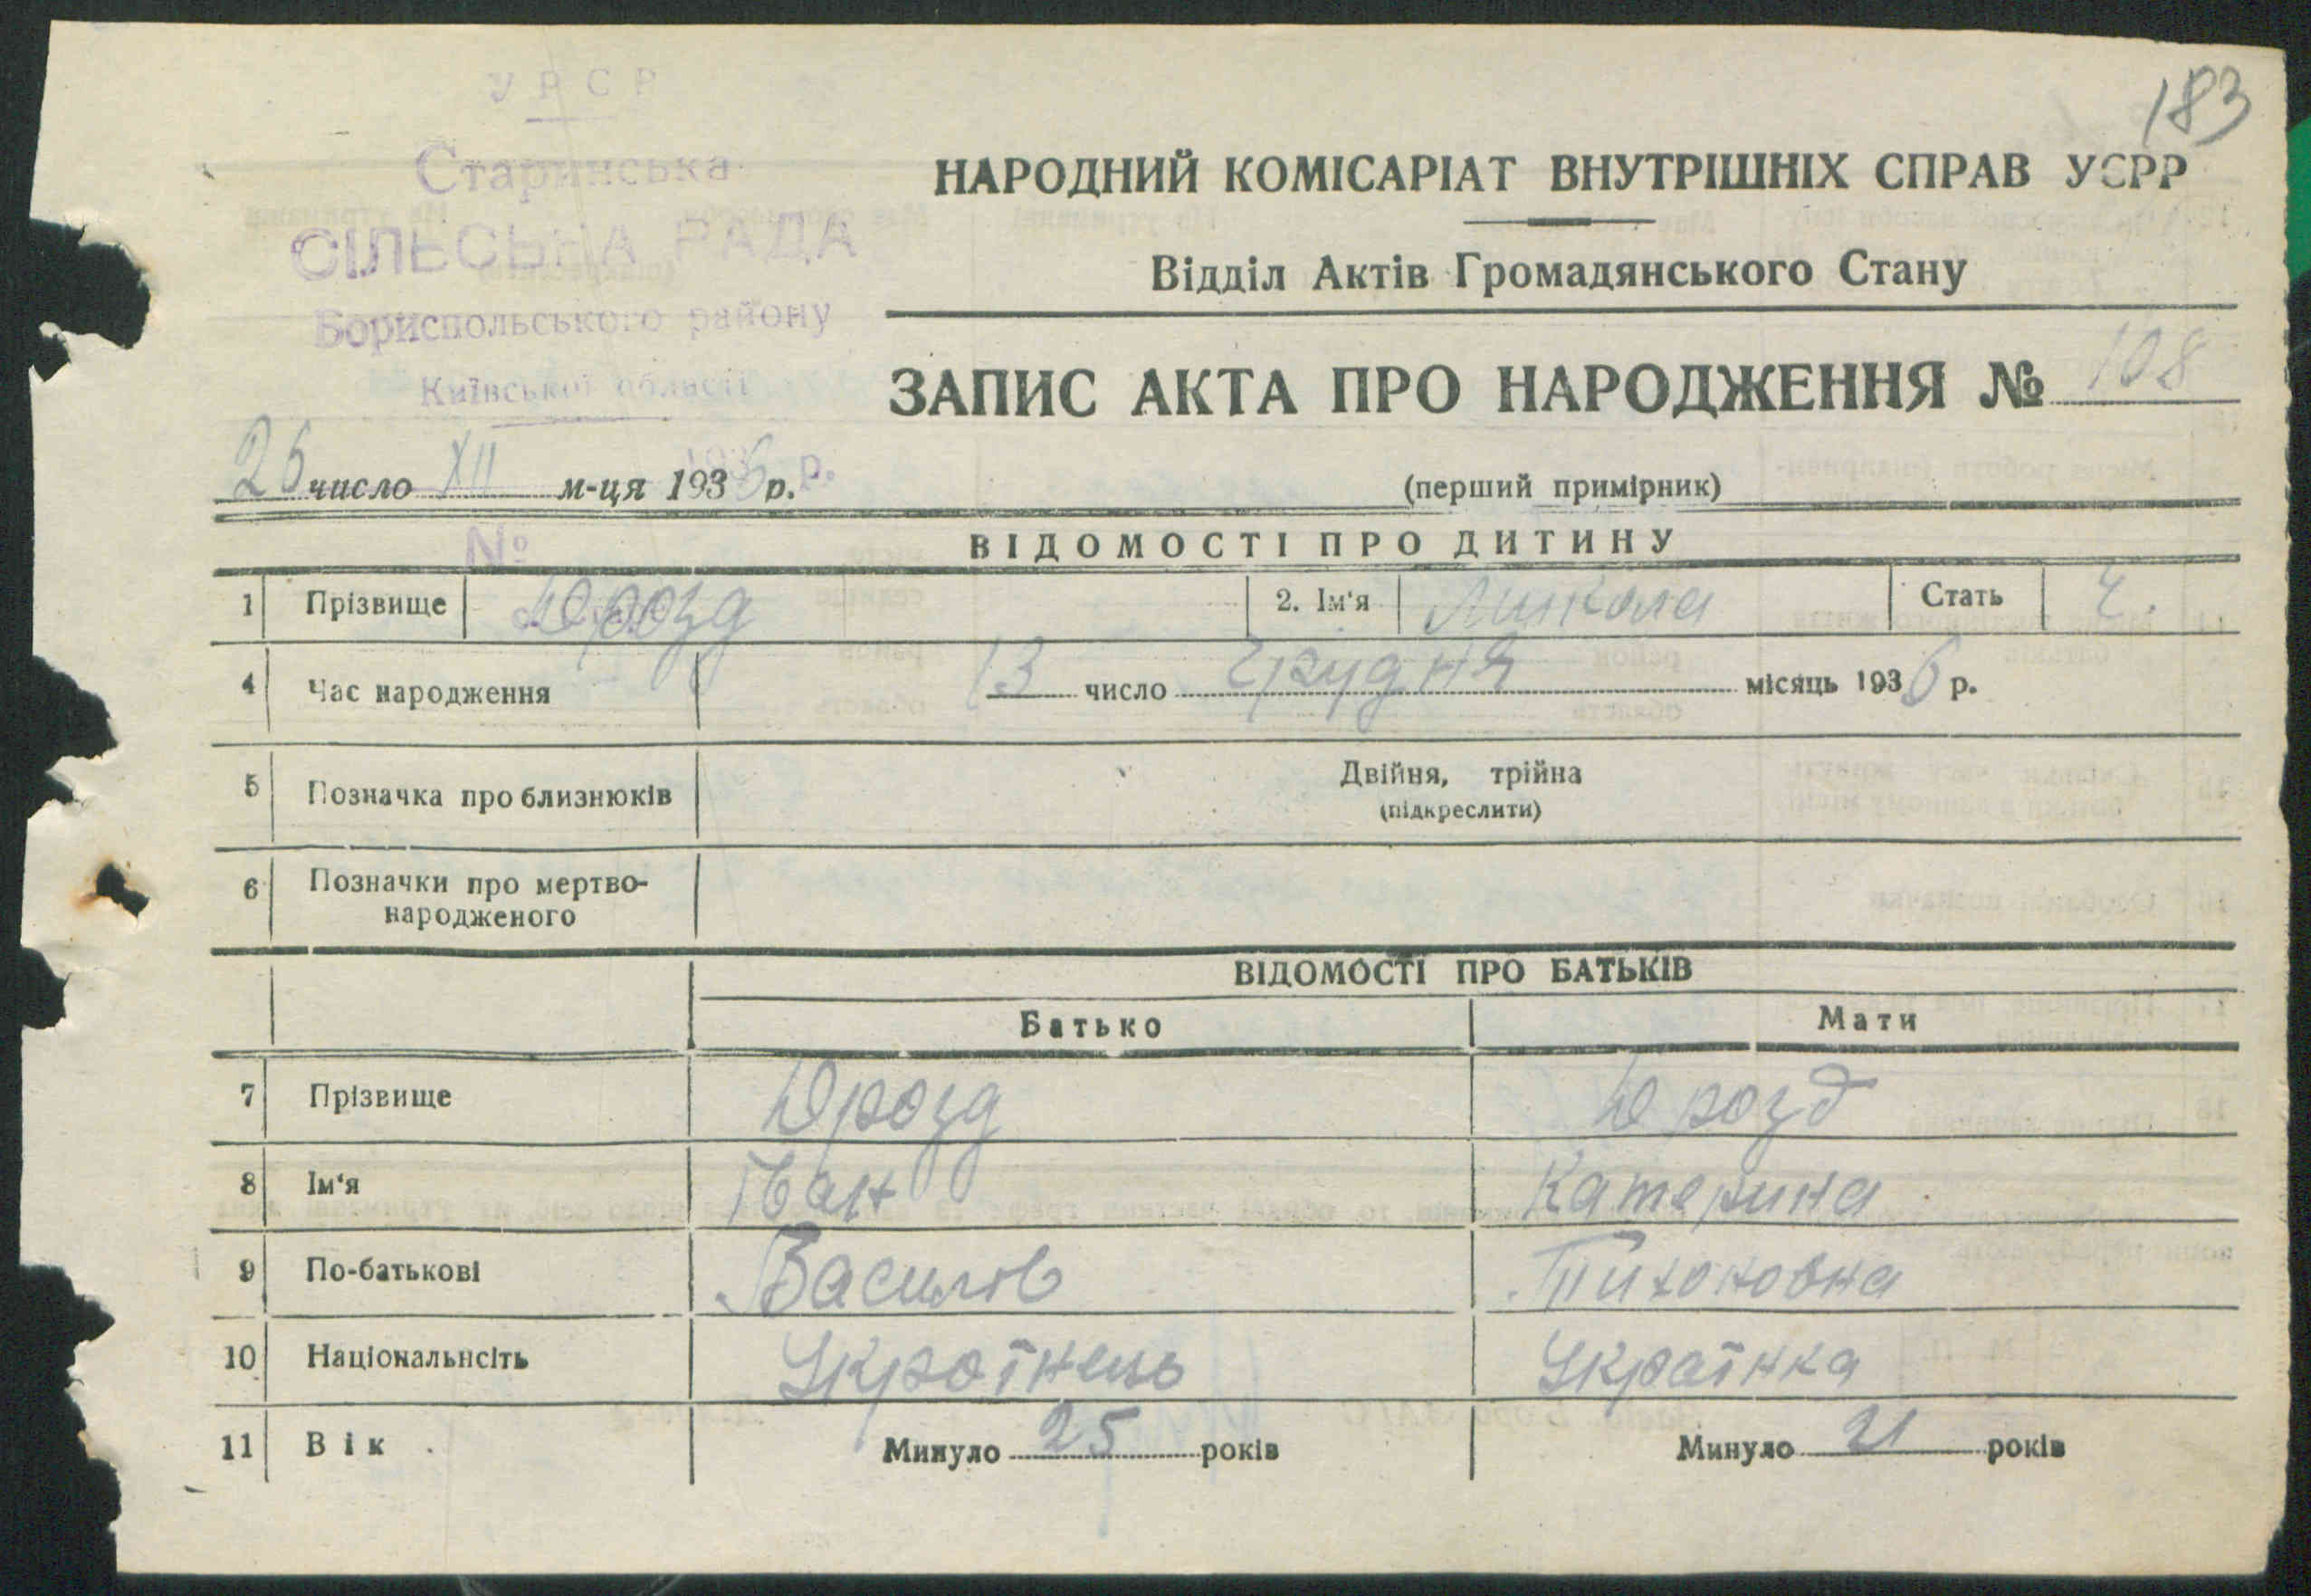 183
УРСР
Старинська
СІЛЬСЬКА РАДА
Бориспольського району
Київської області
НАРОДНИЙ КОМІСАРІАТ ВНУТРІШНІХ СПРАВ УСРР
Відділ Актів Громадянського Стану
ЗАПИС АКТА ПРО НАРОДЖЕННЯ № 108
26 число XII м-ця 1936 р.
(перший примірник)
№
ВІДОМОСТІ ПРО ДИТИНУ
1 Прізвище Дрозд 2. Ім'я Микола Стать Ч.
4 Час народження 13 число грудня місяць 1936 р.
5 Позначка про близнюків Двійня, трійна
(підкреслити)
6 Позначки про мертво-
народженого
ВІДОМОСТІ ПРО БАТЬКІВ
Батько Мати
7 Прізвище Дрозд Дрозд
8 Ім'я Іван Катерина
9 По-батькові Василів Тихоновна
10 Національнсіть Українець Українка
11 Вік Минуло 25 років Минуло 21 років